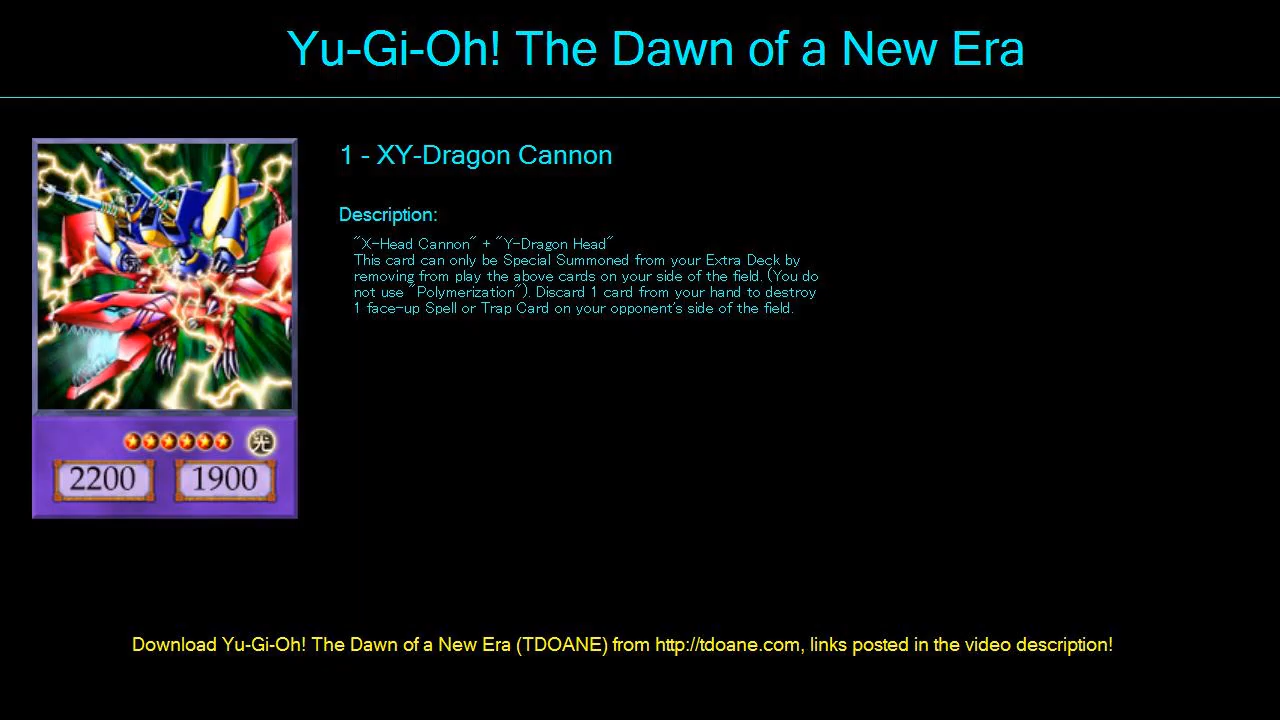 Yu-Gi-Oh! The Dawn of a New Era
1 - XY-Dragon Cannon
Description:
"X-Head Cannon" + "Y-Dragon Head"
This card can only be Special Summoned from your Extra Deck by
removing from play the above cards on your side of the field. (You do
not use "Polymerization"). Discard 1 card from your hand to destroy
1 face-up Spell or Trap Card on your opponent's side of the field.
光
2200 1900
Download Yu-Gi-Oh! The Dawn of a New Era (TDOANE) from http://tdoane.com, links posted in the video description!